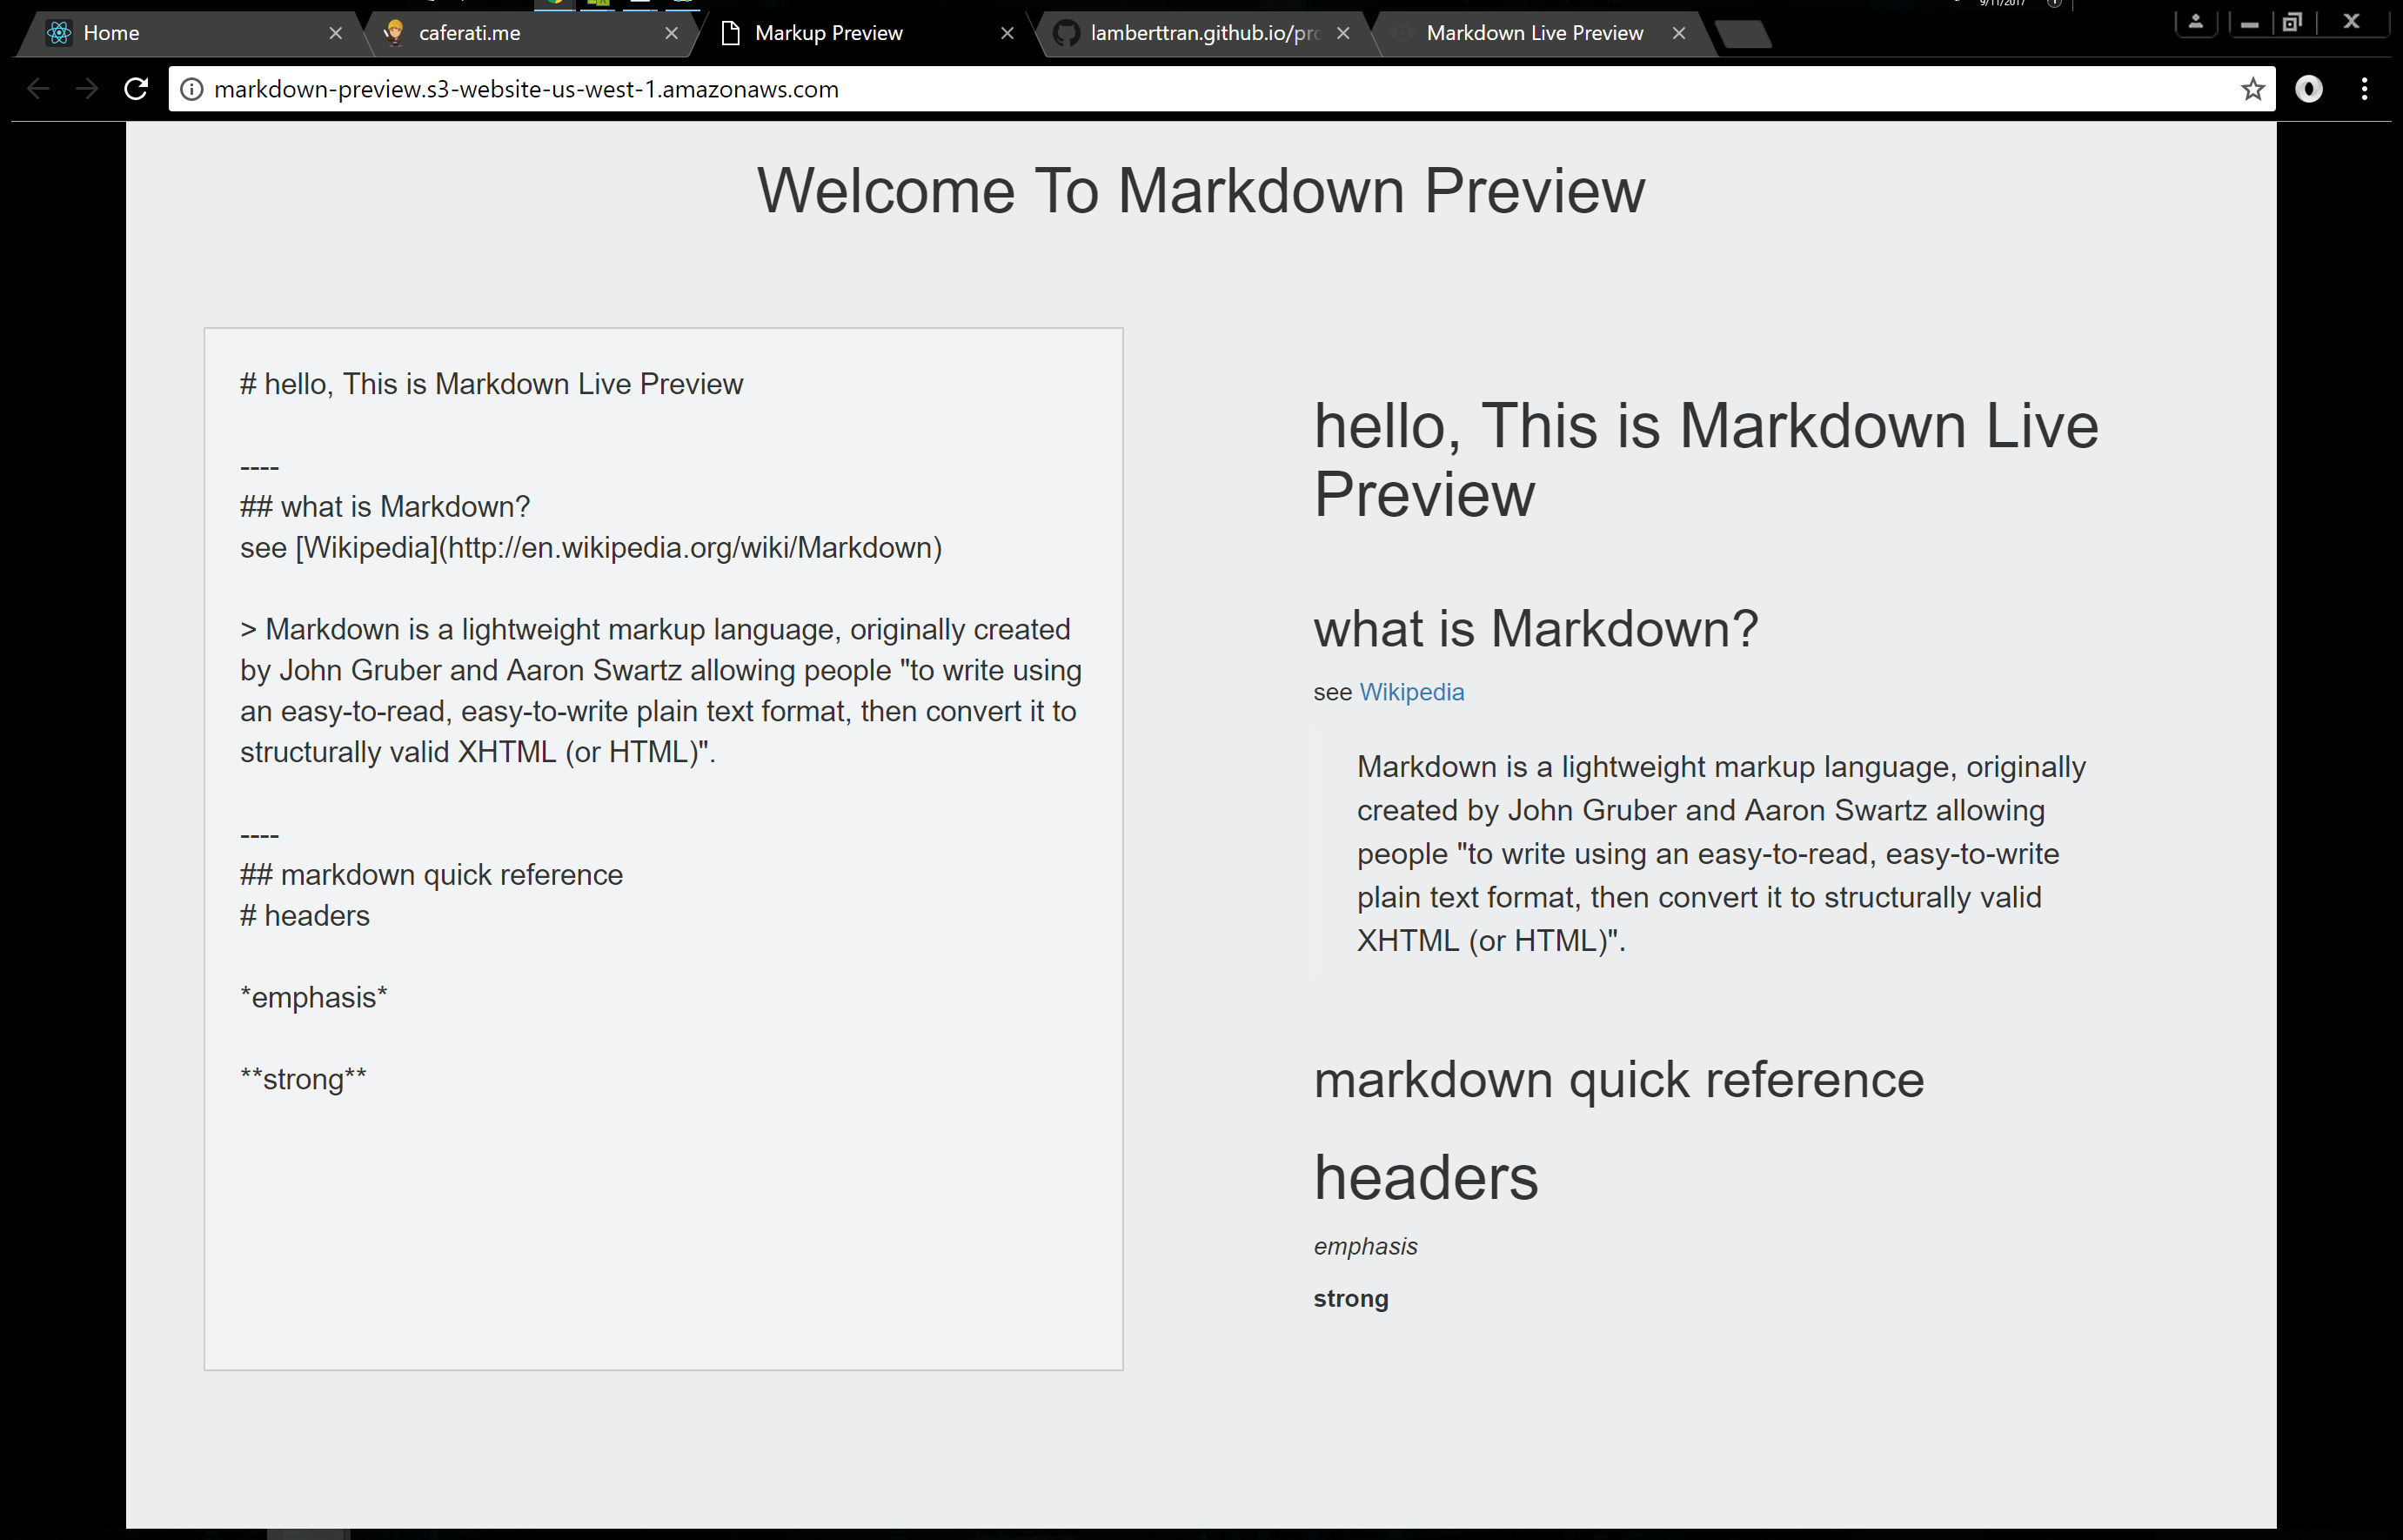 9/11/2017
Home
caferati.me
Markup Preview
lamberttran.github.io/pro
Markdown Live Preview
markdown-preview.s3-website-us-west-1.amazonaws.com
Welcome To Markdown Preview
# hello, This is Markdown Live Preview
----
## what is Markdown?
see [Wikipedia](http://en.wikipedia.org/wiki/Markdown)
> Markdown is a lightweight markup language, originally created
by John Gruber and Aaron Swartz allowing people "to write using
an easy-to-read, easy-to-write plain text format, then convert it to
structurally valid XHTML (or HTML)".
----
## markdown quick reference
# headers
*emphasis*
**strong**
hello, This is Markdown Live
Preview
what is Markdown?
see Wikipedia
Markdown is a lightweight markup language, originally
created by John Gruber and Aaron Swartz allowing
people "to write using an easy-to-read, easy-to-write
plain text format, then convert it to structurally valid
XHTML (or HTML)".
markdown quick reference
headers
emphasis
strong